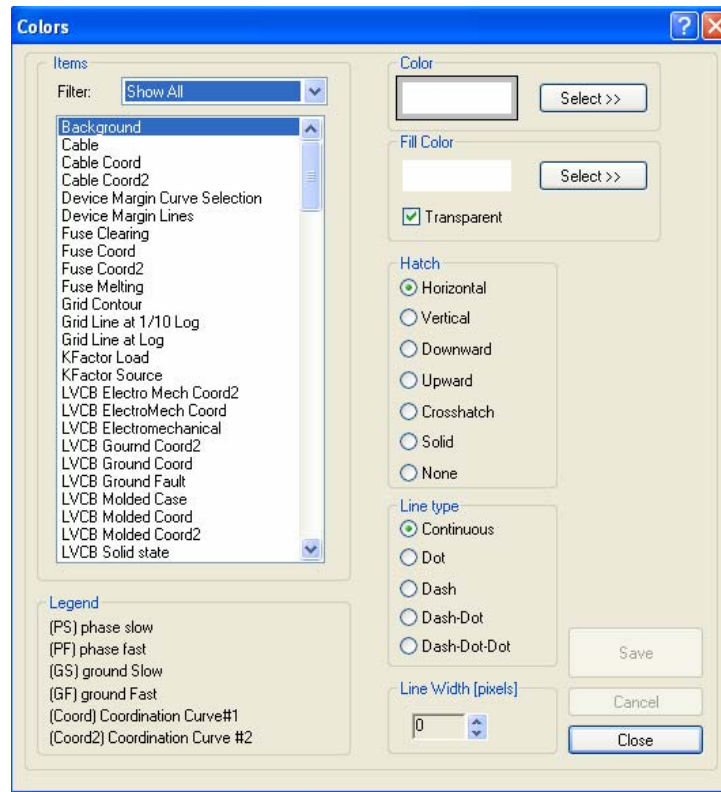 Colors
Items
Filter: Show All
Background
Cable
Cable Coord
Cable Coord2
Device Margin Curve Selection
Device Margin Lines
Fuse Clearing
Fuse Coord
Fuse Coord2
Fuse Melting
Grid Contour
Grid Line at 1/10 Log
Grid Line at Log
KFactor Load
KFactor Source
LVCB Electro Mech Coord2
LVCB ElectroMech Coord
LVCB Electromechanical
LVCB Gournd Coord2
LVCB Ground Coord
LVCB Ground Fault
LVCB Molded Case
LVCB Molded Coord
LVCB Molded Coord2
LVCB Solid state
Legend
(PS) phase slow
(PF) phase fast
(GS) ground Slow
(GF) ground Fast
(Coord) Coordination Curve#1
(Coord2) Coordination Curve #2
Color
Select >>
Fill Color
Select >>
Transparent
Hatch
Horizontal
Vertical
Downward
Upward
Crosshatch
Solid
None
Line type
Continuous
Dot
Dash
Dash-Dot
Dash-Dot-Dot
Line Width [pixels]
0
Save
Cancel
Close